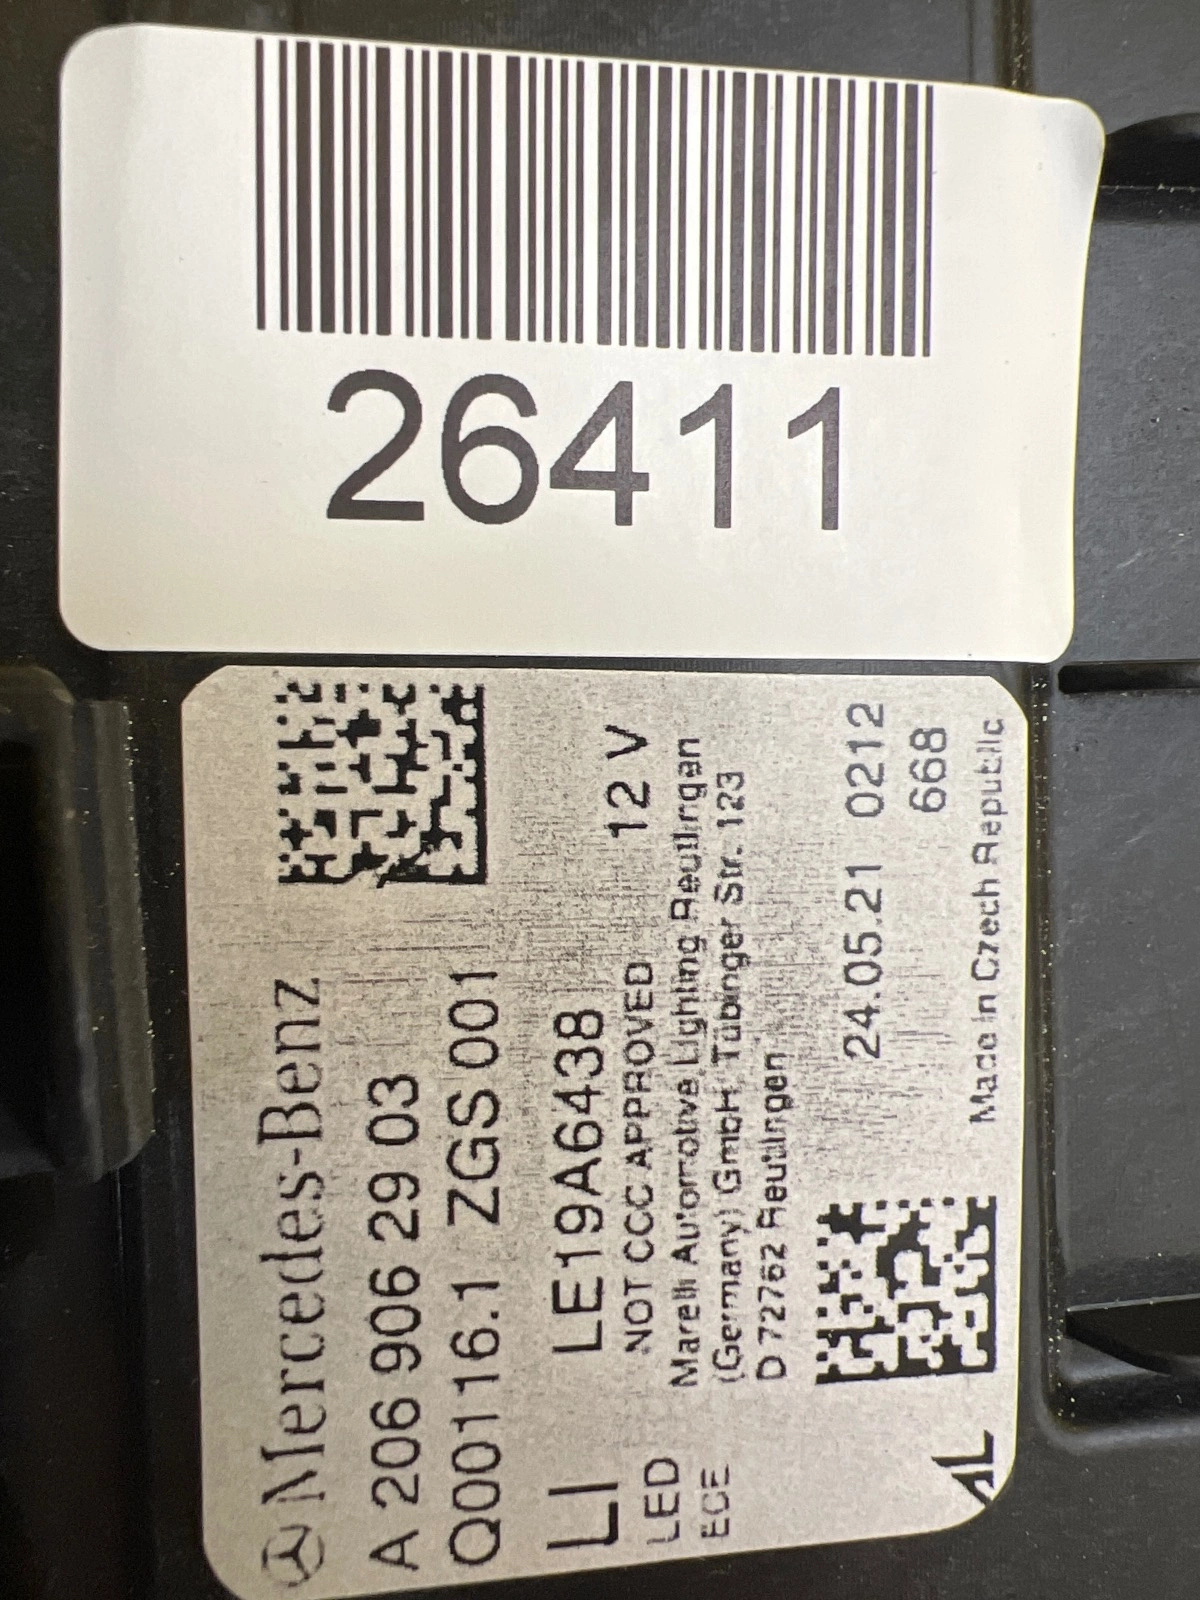 26411
Mercedes-Benz
A 206 906 29 03
Q00116.1 ZGS 001
LI LE19A6438
LED NOT CCC APPROVED 12 V
ECE Marelli Automotive Lighting Reutlingen
(Germany) GmbH, Tübinger Str. 123
D 72762 Reutlingen
24.05.21 0212
668
Made in Czech Republic